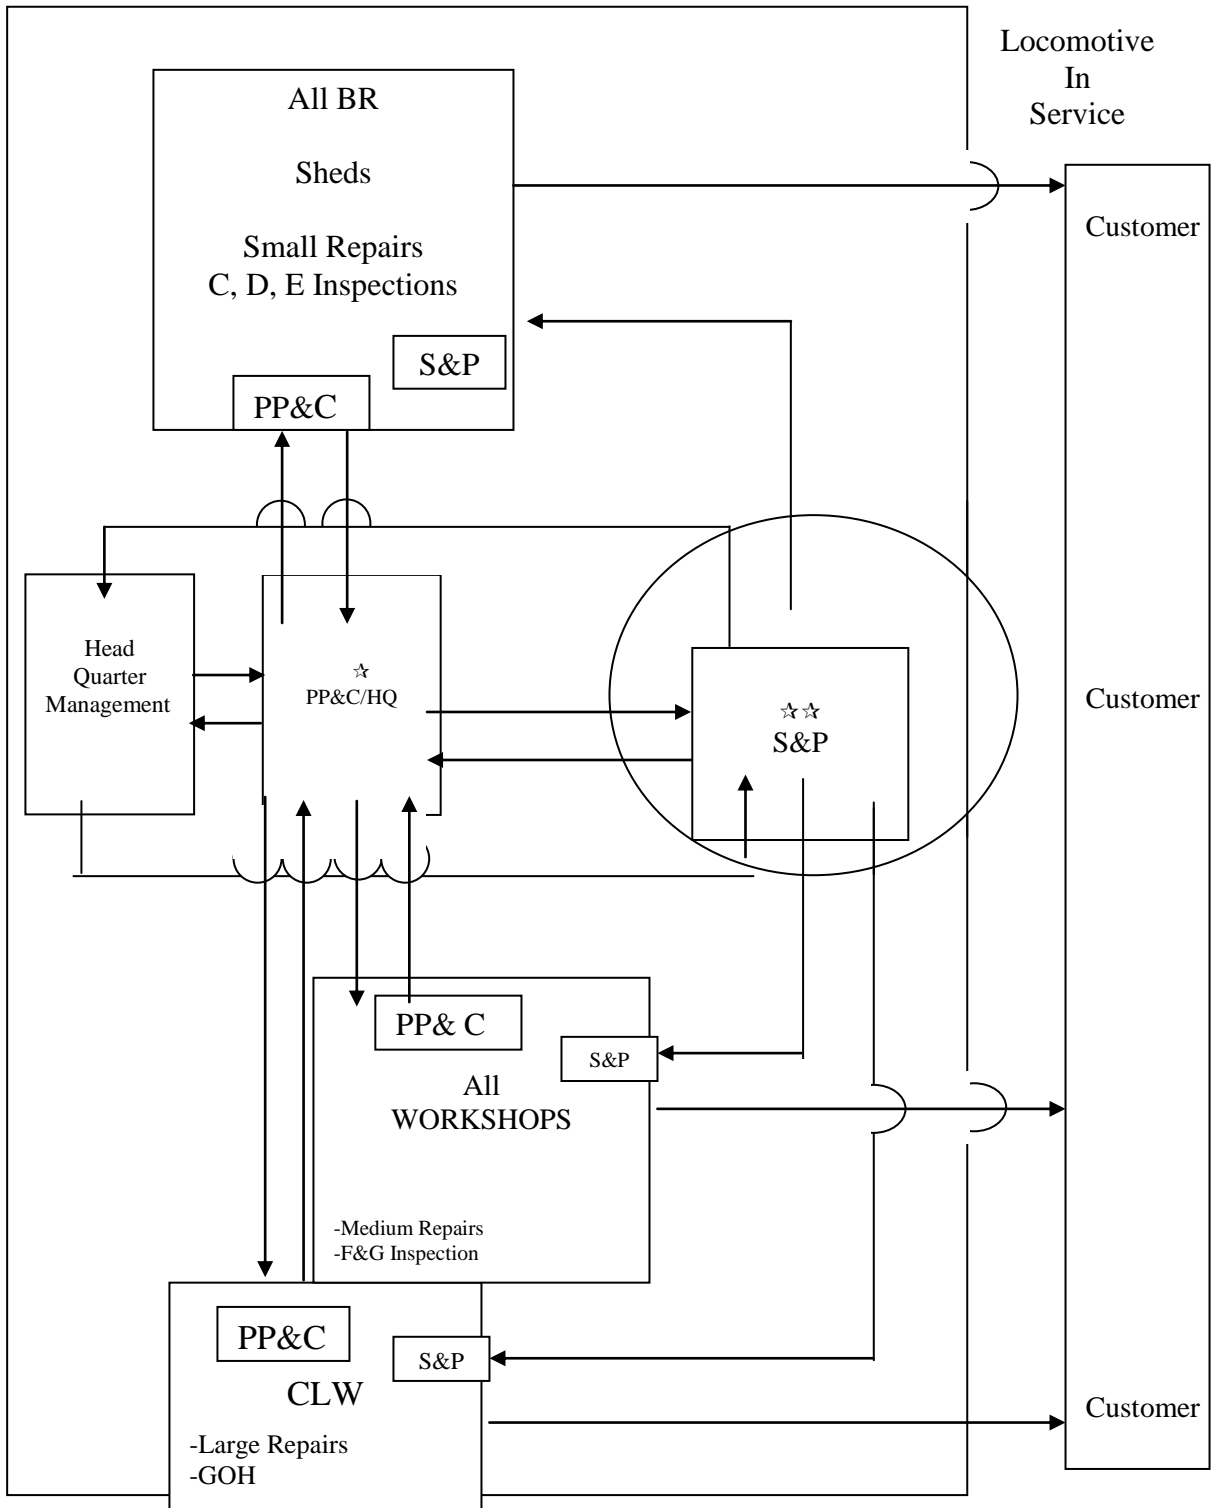 Locomotive
In
Service
All BR
Sheds
Small Repairs
C, D, E Inspections
S&P
PP&C
Customer
Head
Quarter
Management
☆
PP&C/HQ
☆☆
S&P
Customer
PP& C
S&P
All
WORKSHOPS
-Medium Repairs
-F&G Inspection
PP&C
S&P
CLW
-Large Repairs
-GOH
Customer